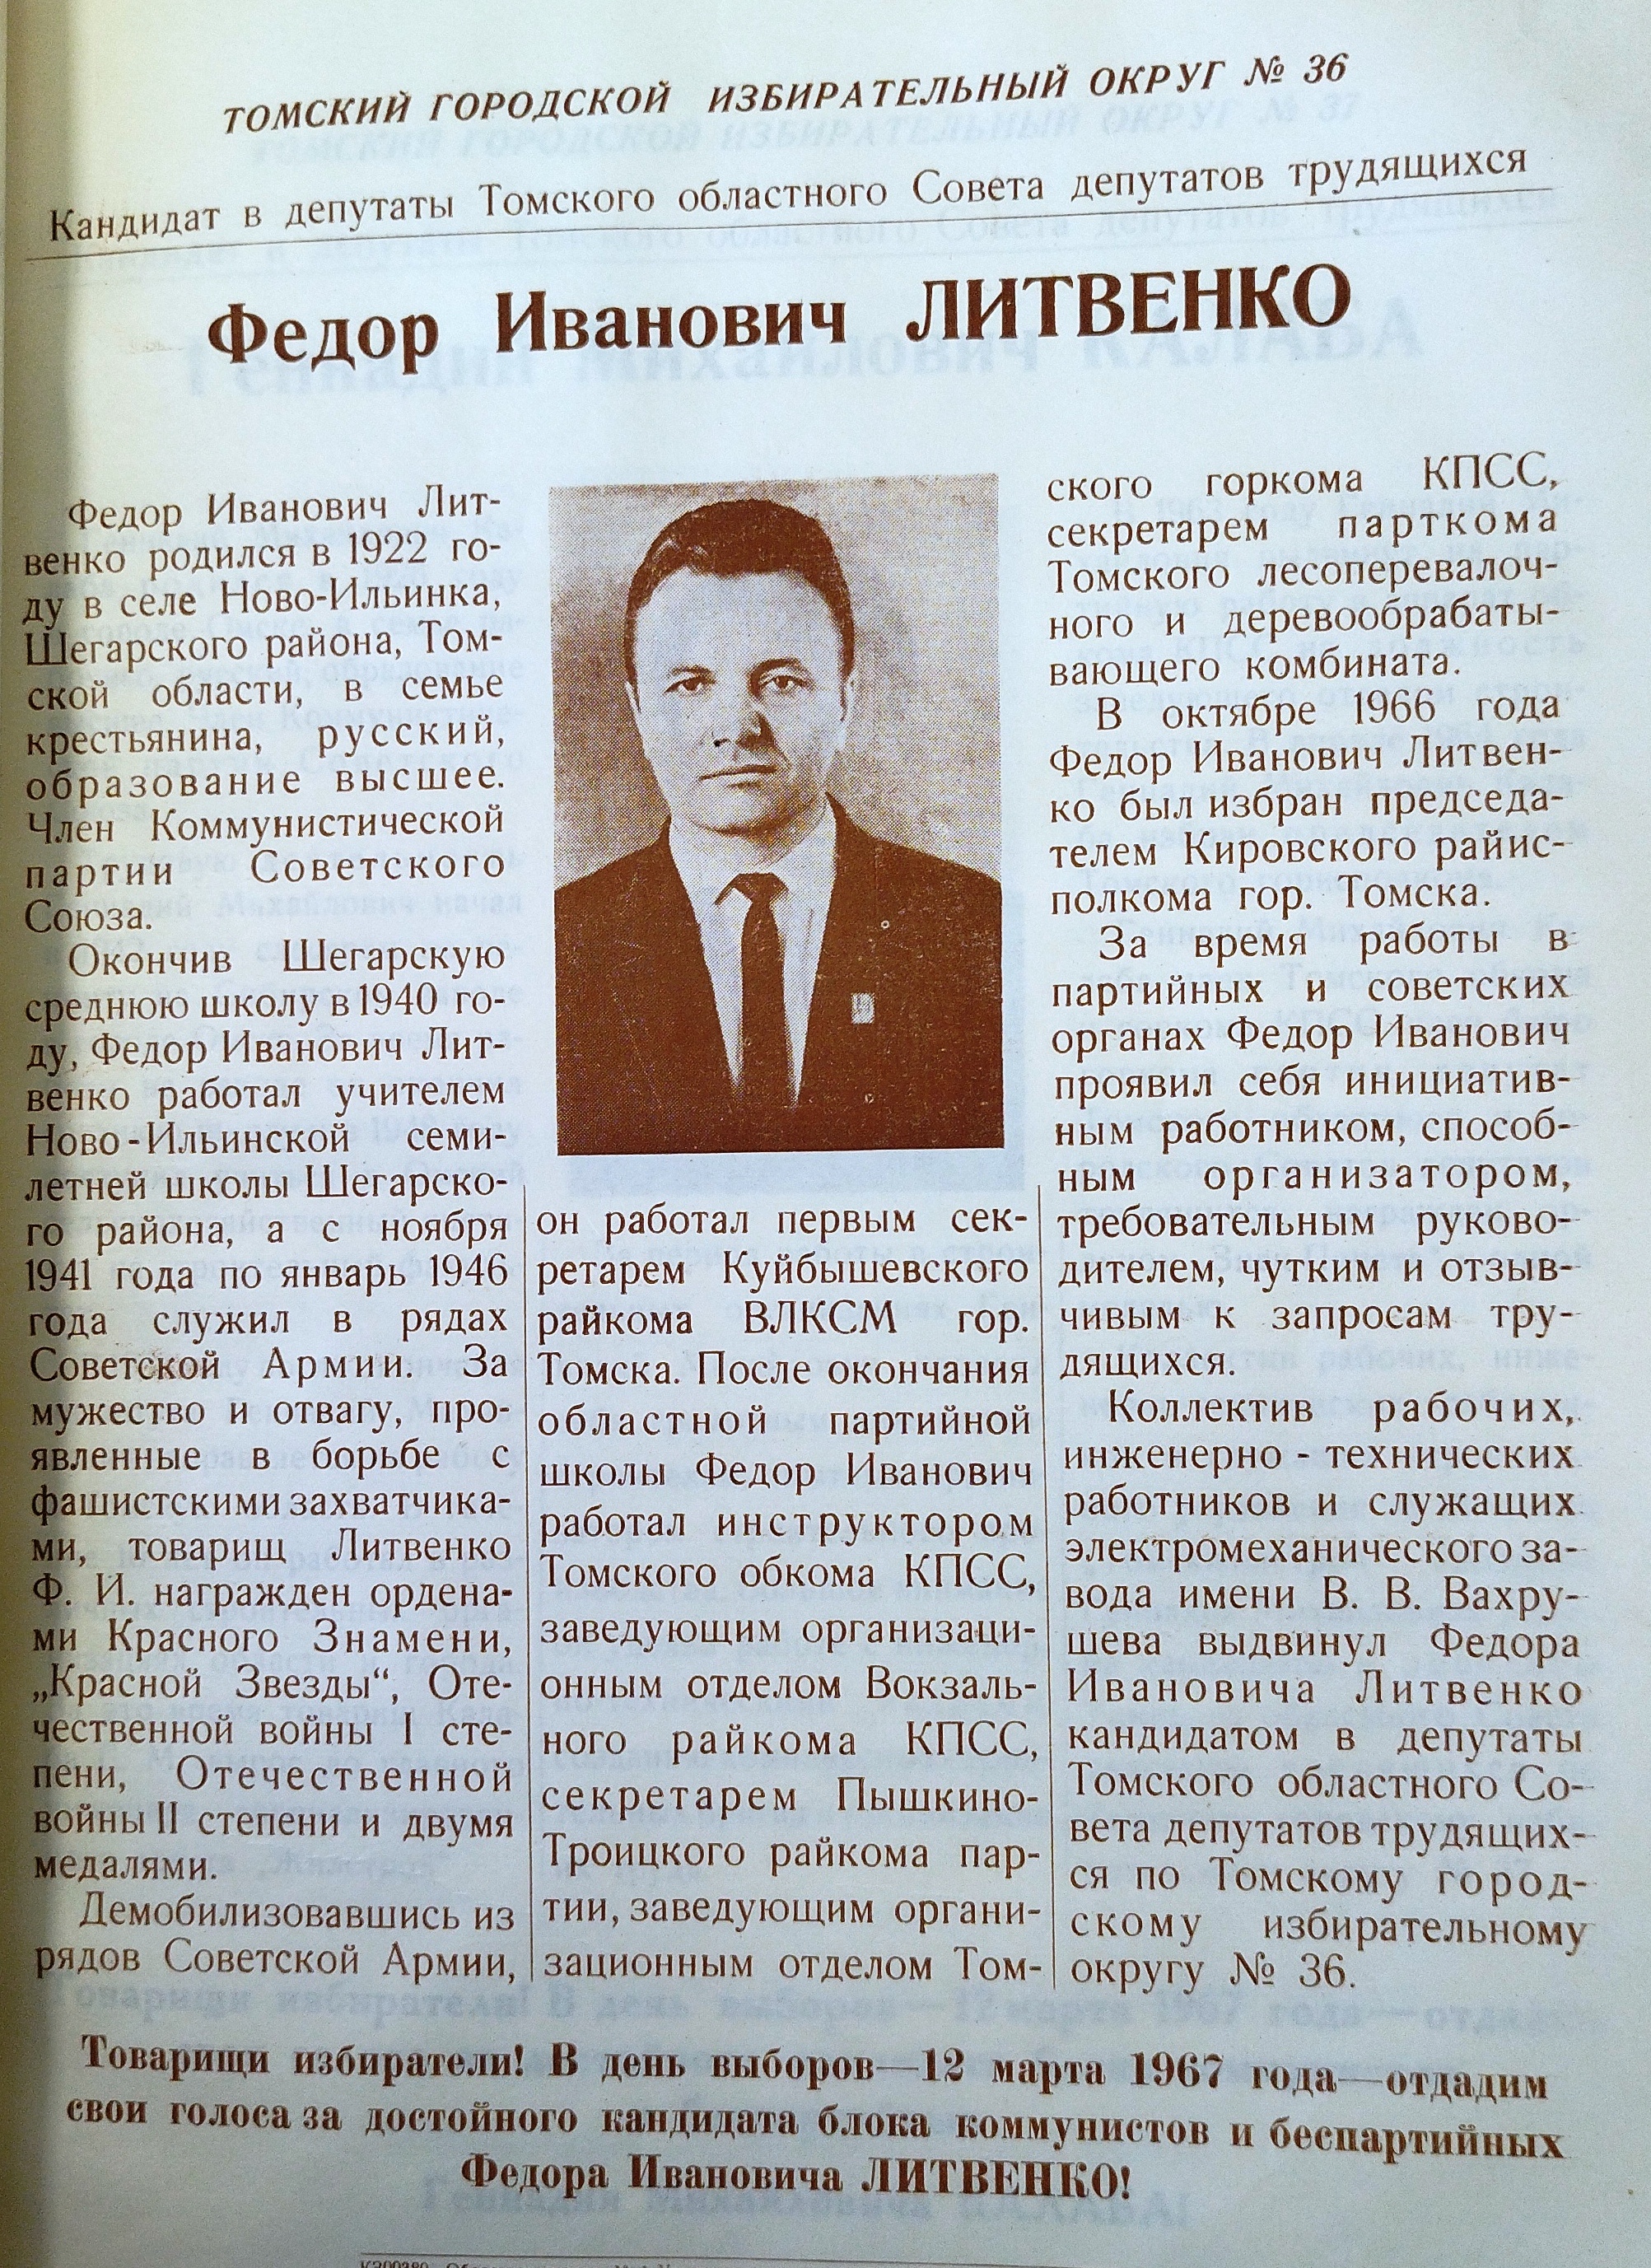 ТОМСКИЙ ГОРОДСКОЙ ИЗБИРАТЕЛЬНЫЙ ОКРУГ № 36
Кандидат в депутаты Томского областного Совета депутатов трудящихся
Федор Иванович ЛИТВЕНКО
Федор Иванович Лит-
венко родился в 1922 го-
ду в селе Ново-Ильинка,
Шегарского района, Том-
ской области, в семье
крестьянина, русский,
образование высшее.
Член Коммунистической
партии Советского
Союза.
Окончив Шегарскую
среднюю школу в 1940 го-
ду, Федор Иванович Лит-
венко работал учителем
Ново-Ильинской семи-
летней школы Шегарско-
го района, а с ноября
1941 года по январь 1946
года служил в рядах
Советской Армии. За
мужество и отвагу, про-
явленные в борьбе с
фашистскими захватчика-
ми, товарищ Литвенко
Ф. И. награжден ордена-
ми Красного Знамени,
„Красной Звезды“, Оте-
чественной войны I сте-
пени, Отечественной
войны II степени и двумя
медалями.
Демобилизовавшись из
рядов Советской Армии,
он работал первым сек-
ретарем Куйбышевского
райкома ВЛКСМ гор.
Томска. После окончания
областной партийной
школы Федор Иванович
работал инструктором
Томского обкома КПСС,
заведующим организаци-
онным отделом Вокзаль-
ного райкома КПСС,
секретарем Пышкино-
Троицкого райкома пар-
тии, заведующим органи-
зационным отделом Том-
ского горкома КПСС,
секретарем парткома
Томского лесоперевалоч-
ного и деревообрабаты-
вающего комбината.
В октябре 1966 года
Федор Иванович Литвен-
ко был избран председа-
телем Кировского райис-
полкома гор. Томска.
За время работы в
партийных и советских
органах Федор Иванович
проявил себя инициатив-
ным работником, способ-
ным организатором,
требовательным руково-
дителем, чутким и отзыв-
чивым к запросам тру-
дящихся.
Коллектив рабочих,
инженерно - технических
работников и служащих
электромеханического за-
вода имени В. В. Вахру-
шева выдвинул Федора
Ивановича Литвенко
кандидатом в депутаты
Томского областного Со-
вета депутатов трудящих-
ся по Томскому город-
скому избирательному
округу № 36.
Товарищи избиратели! В день выборов—12 марта 1967 года—отдадим
свои голоса за достойного кандидата блока коммунистов и беспартийных
Федора Ивановича ЛИТВЕНКО!